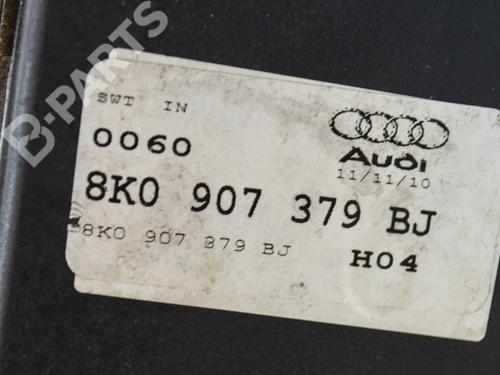 B-PARTS
SWT IN
0060
Audi
11/11/10
8K0 907 379 BJ
8K0 907 379 BJ
H04